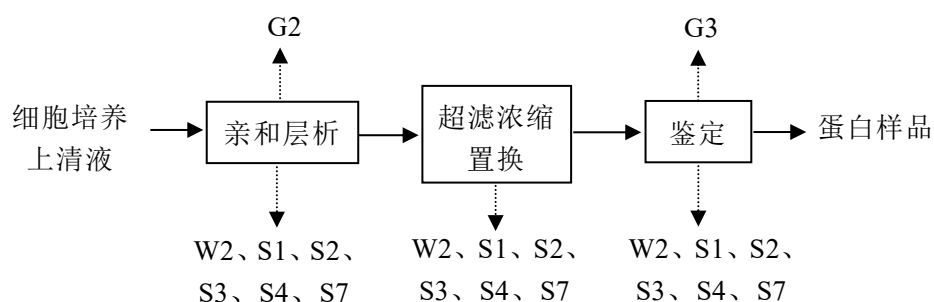 G2
G3
细胞培养
上清液
亲和层析
超滤浓缩
置换
鉴定
蛋白样品
W2、S1、S2、
S3、S4、S7
W2、S1、S2、
S3、S4、S7
W2、S1、S2、
S3、S4、S7